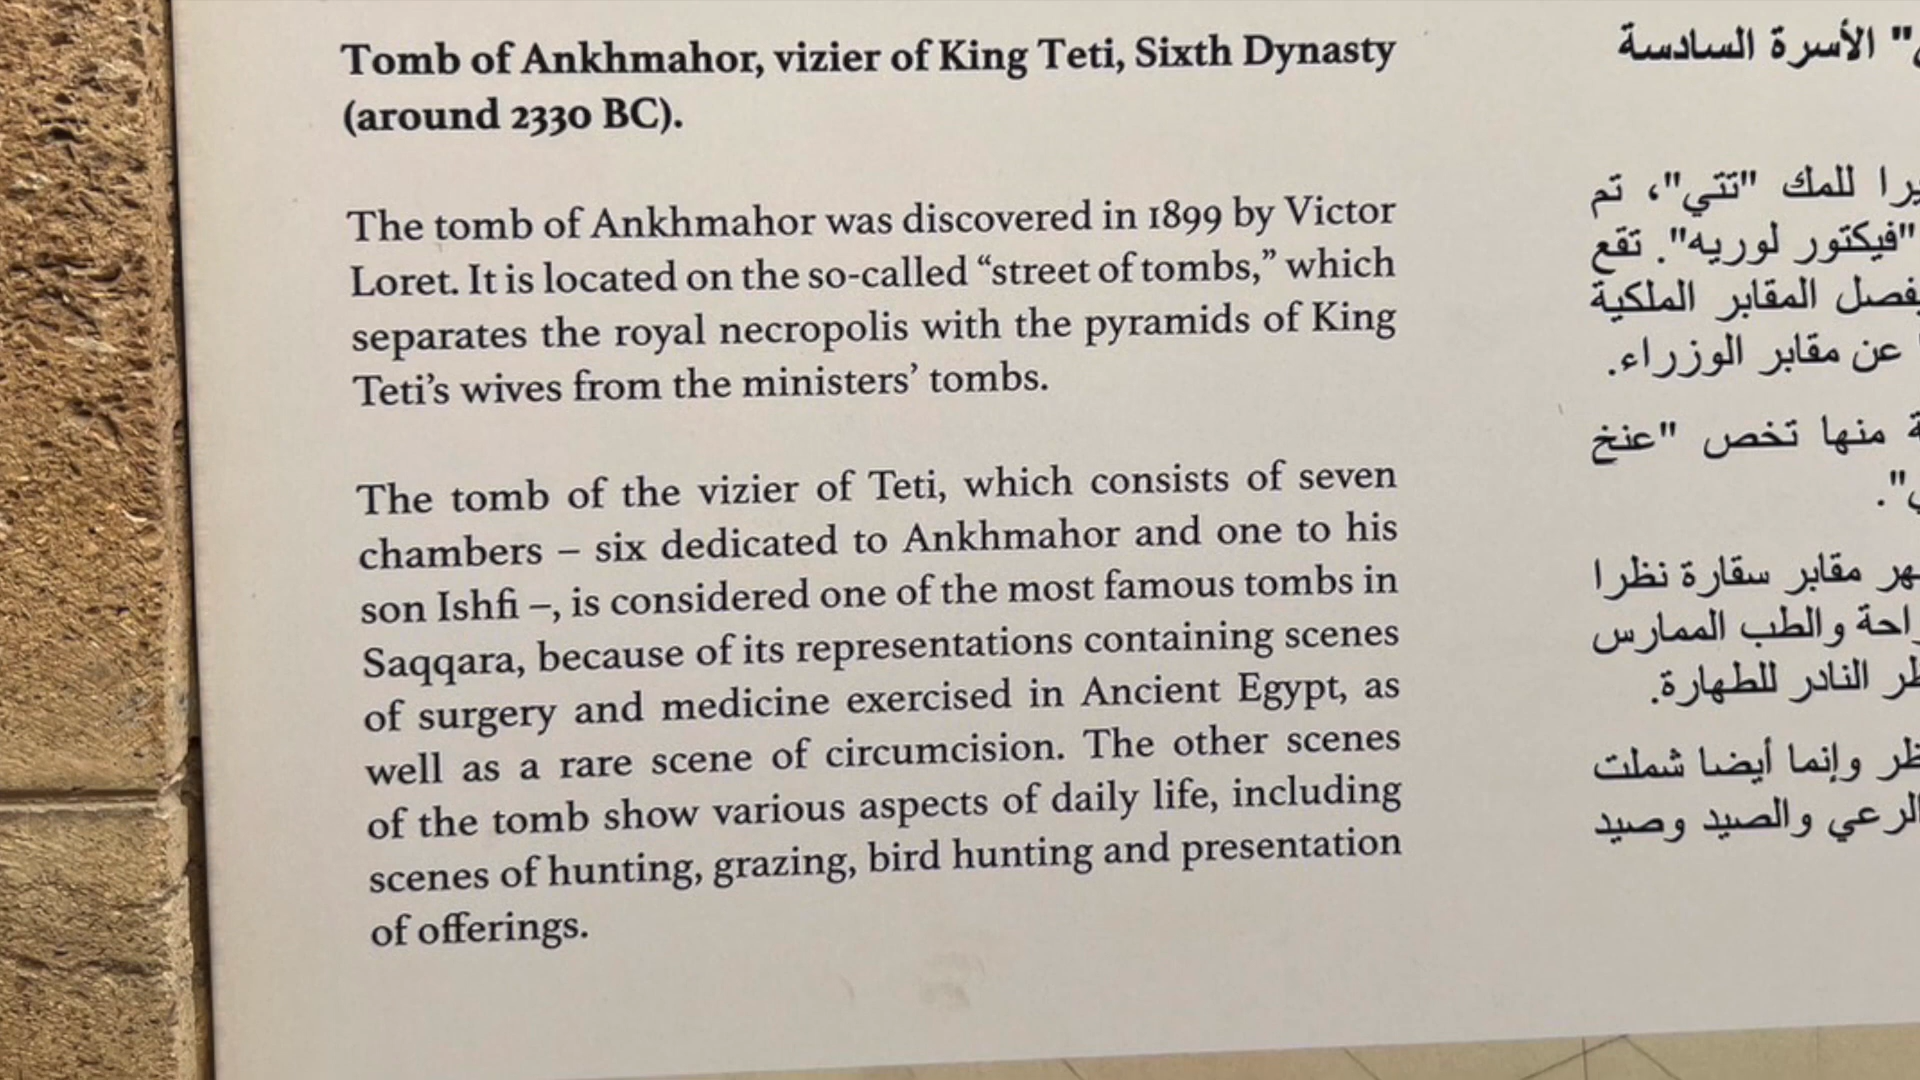 Tomb of Ankhmahor, vizier of King Teti, Sixth Dynasty
(around 2330 BC).
The tomb of Ankhmahor was discovered in 1899 by Victor
Loret. It is located on the so-called “street of tombs,” which
separates the royal necropolis with the pyramids of King
Teti’s wives from the ministers’ tombs.
The tomb of the vizier of Teti, which consists of seven
chambers – six dedicated to Ankhmahor and one to his
son Ishfi –, is considered one of the most famous tombs in
Saqqara, because of its representations containing scenes
of surgery and medicine exercised in Ancient Egypt, as
well as a rare scene of circumcision. The other scenes
of the tomb show various aspects of daily life, including
scenes of hunting, grazing, bird hunting and presentation
of offerings.
" الأسرة السادسة
للمك "تتي"، تم
"فيكتور لوريه". تقع
المقابر الملكية
عن مقابر الوزراء.
منها تخص "عنخ
".
مقابر سقارة نظرا
والطب الممارس
النادر للطهارة.
وإنما أيضا شملت
الرعي والصيد وصيد